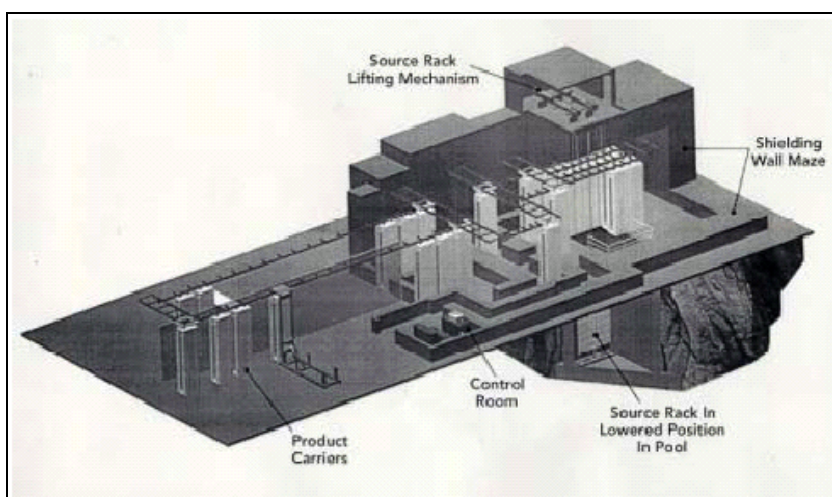 Source Rack
Lifting Mechanism
Shielding
Wall Maze
Control
Room
Source Rack In
Lowered Position
In Pool
Product
Carriers